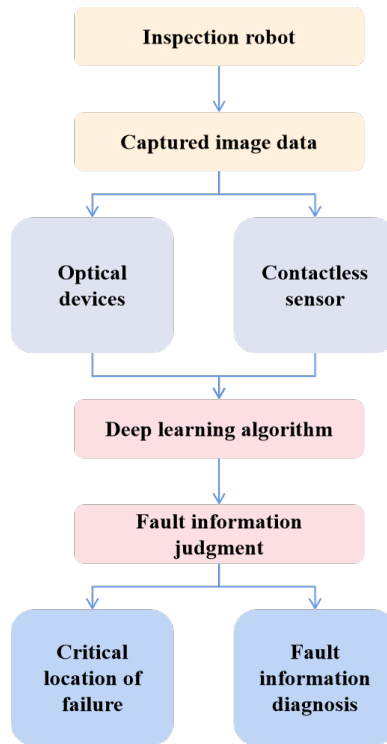 Inspection robot
Captured image data
Optical
devices
Contactless
sensor
Deep learning algorithm
Fault information
judgment
Critical
location of
failure
Fault
information
diagnosis